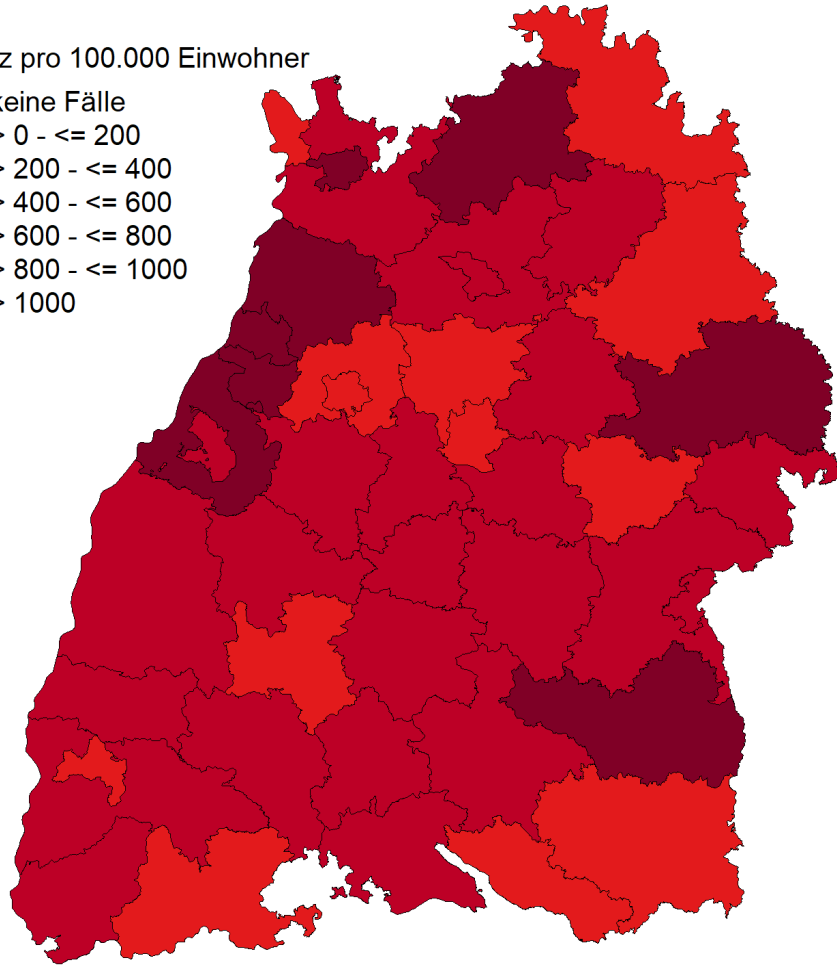 z pro 100.000 Einwohner
keine Fälle
> 0 - <= 200
> 200 - <= 400
> 400 - <= 600
> 600 - <= 800
> 800 - <= 1000
> 1000